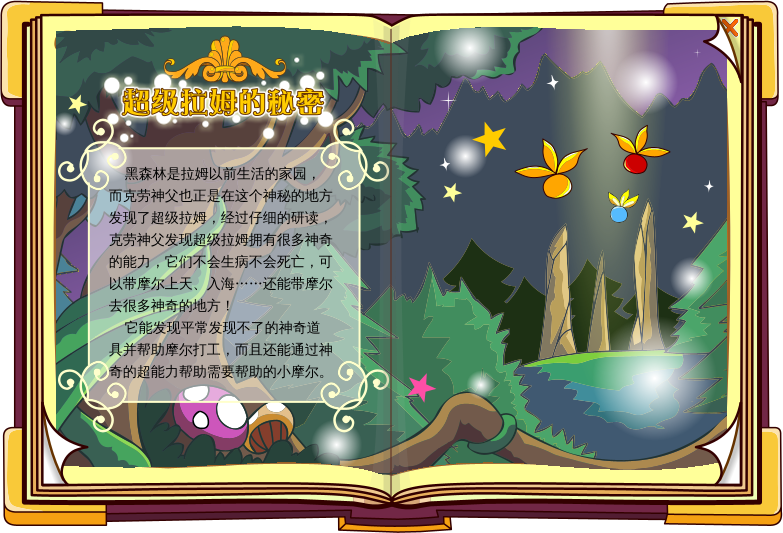 超级拉姆的秘密
黑森林是拉姆以前生活的家园，
而克劳神父也正是在这个神秘的地方
发现了超级拉姆，经过仔细的研读，
克劳神父发现超级拉姆拥有很多神奇
的能力，它们不会生病不会死亡，可
以带摩尔上天、入海……还能带摩尔
去很多神奇的地方！
它能发现平常发现不了的神奇道
具并帮助摩尔打工，而且还能通过神
奇的超能力帮助需要帮助的小摩尔。